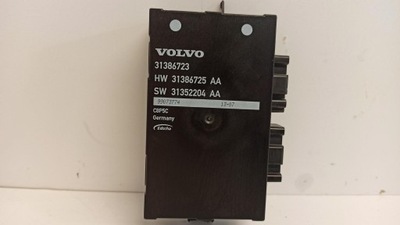 VOLVO
31386723
HW 31386725 AA
SW 31352204 AA
CBPSC
Germany